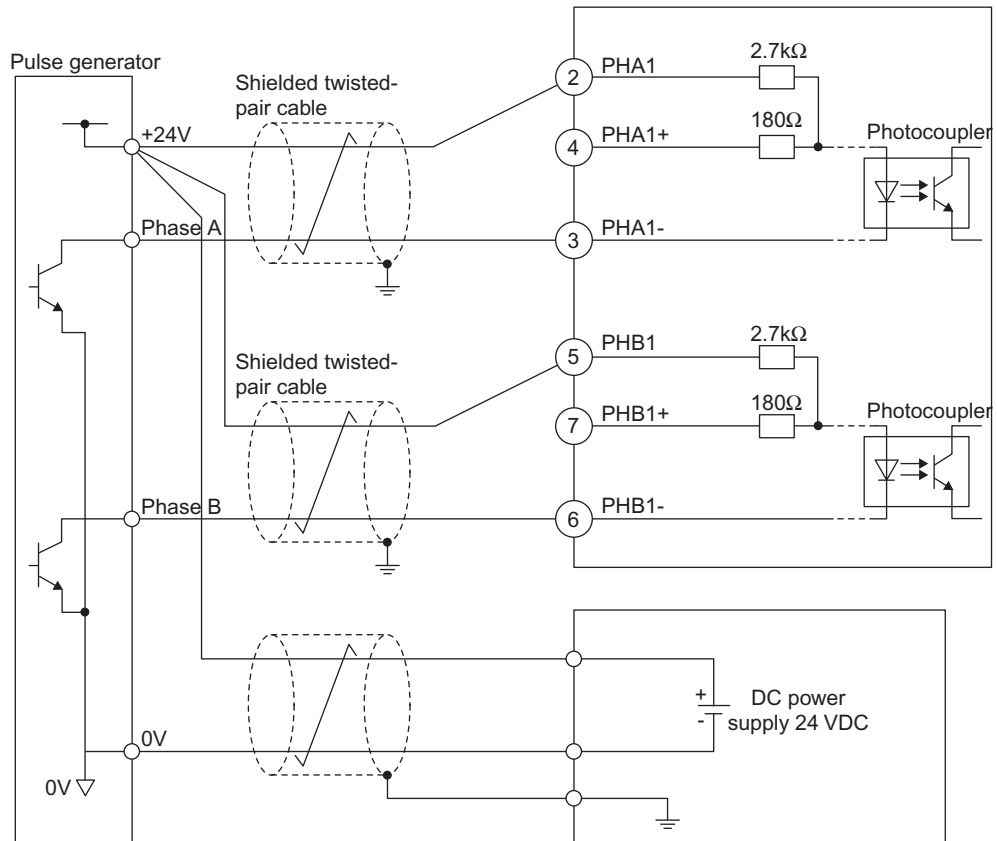 Pulse generator
+24V
Phase A
Phase B
0V
0V
Shielded twisted-
pair cable
Shielded twisted-
pair cable
2
PHA1
2.7kΩ
4
PHA1+
180Ω
Photocoupler
3
PHA1-
5
PHB1
2.7kΩ
7
PHB1+
180Ω
Photocoupler
6
PHB1-
+
-
DC power
supply 24 VDC